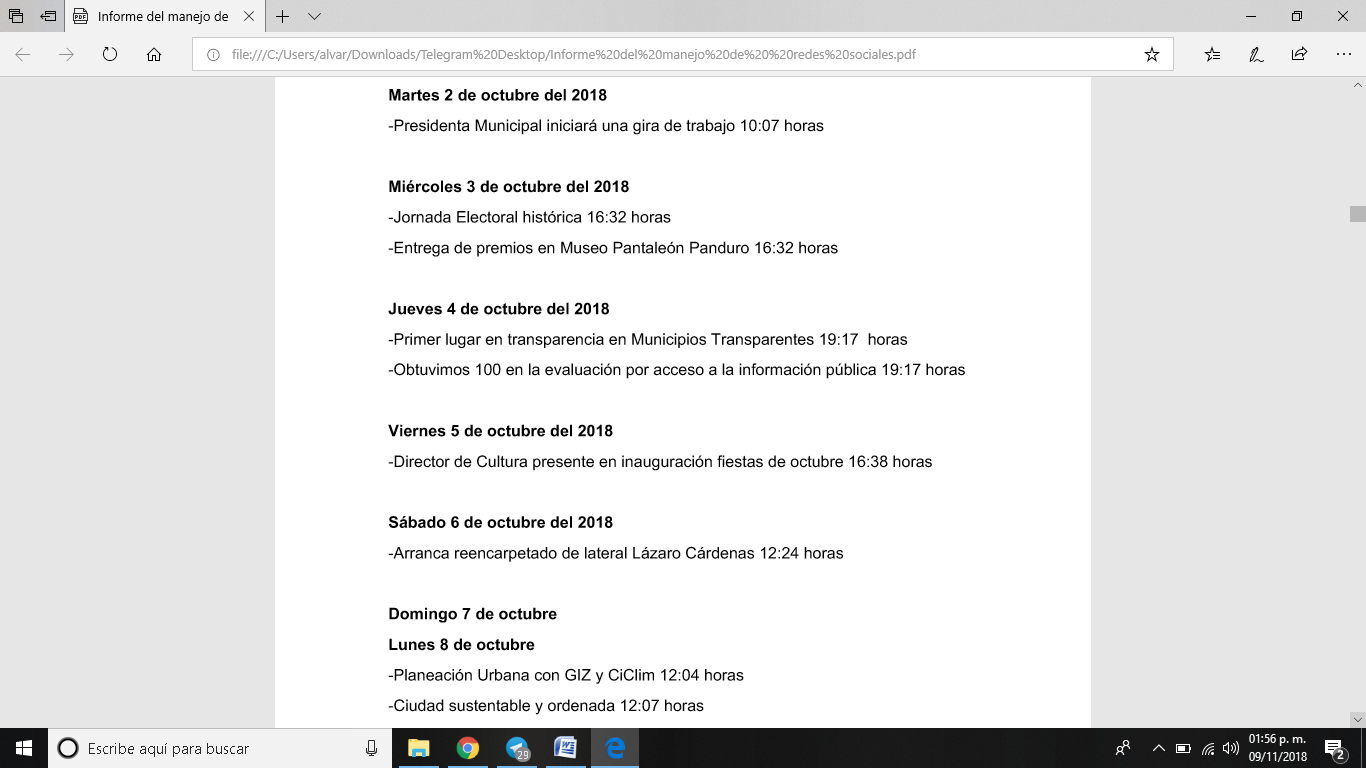 Informe del manejo de
file:///C:/Users/alvar/Downloads/Telegram%20Desktop/Informe%20del%20manejo%20de%20%20redes%20sociales.pdf
Martes 2 de octubre del 2018
-Presidenta Municipal iniciará una gira de trabajo 10:07 horas
Miércoles 3 de octubre del 2018
-Jornada Electoral histórica 16:32 horas
-Entrega de premios en Museo Pantaleón Panduro 16:32 horas
Jueves 4 de octubre del 2018
-Primer lugar en transparencia en Municipios Transparentes 19:17  horas
-Obtuvimos 100 en la evaluación por acceso a la información pública 19:17 horas
Viernes 5 de octubre del 2018
-Director de Cultura presente en inauguración fiestas de octubre 16:38 horas
Sábado 6 de octubre del 2018
-Arranca reencarpetado de lateral Lázaro Cárdenas 12:24 horas
Domingo 7 de octubre
Lunes 8 de octubre
-Planeación Urbana con GIZ y CiClim 12:04 horas
-Ciudad sustentable y ordenada 12:07 horas
Escribe aquí para buscar
29
01:56 p. m.
09/11/2018
2